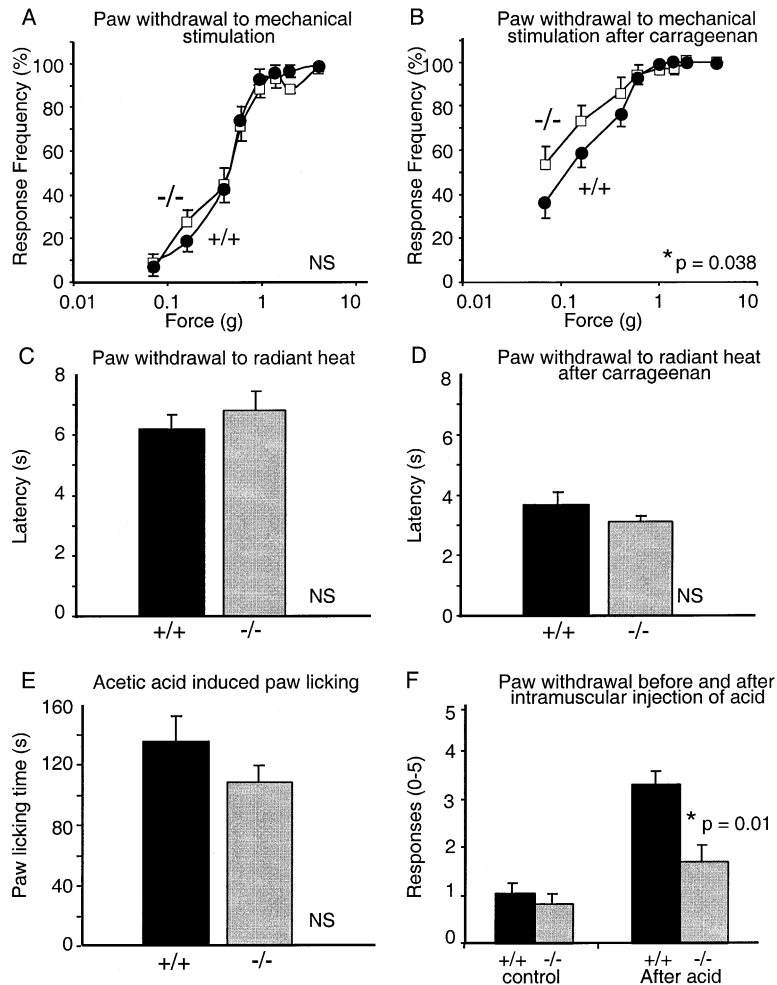 A
Paw withdrawal to mechanical
stimulation
Response Frequency (%)
100
80
60
40
20
0
-/-
+/+
NS
0.01
0.1
1
10
Force (g)
B
Paw withdrawal to mechanical
stimulation after carrageenan
Response Frequency (%)
100
80
60
40
20
0
-/-
+/+
* p = 0.038
0.01
0.1
1
10
Force (g)
C
Paw withdrawal to radiant heat
Latency (s)
8
6
4
2
0
NS
+/+
-/-
D
Paw withdrawal to radiant heat
after carrageenan
Latency (s)
8
6
4
2
0
NS
+/+
-/-
E
Acetic acid induced paw licking
Paw licking time (s)
160
120
80
40
0
NS
+/+
-/-
F
Paw withdrawal before and after
intramuscular injection of acid
Responses (0-5)
5
4
3
2
1
0
* p = 0.01
+/+ -/-
control
+/+ -/-
After acid